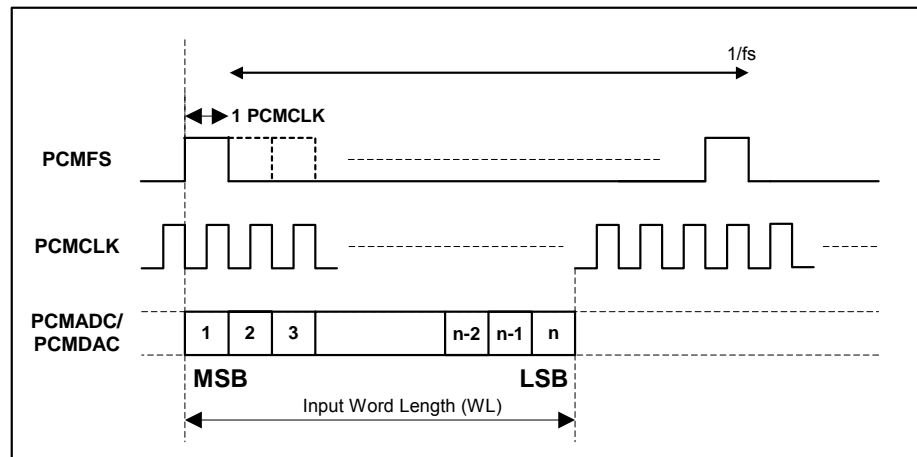 1/fs
1 PCMCLK
PCMFS
PCMCLK
PCMADC/
PCMDAC
1 2 3 n-2 n-1 n
MSB LSB
Input Word Length (WL)